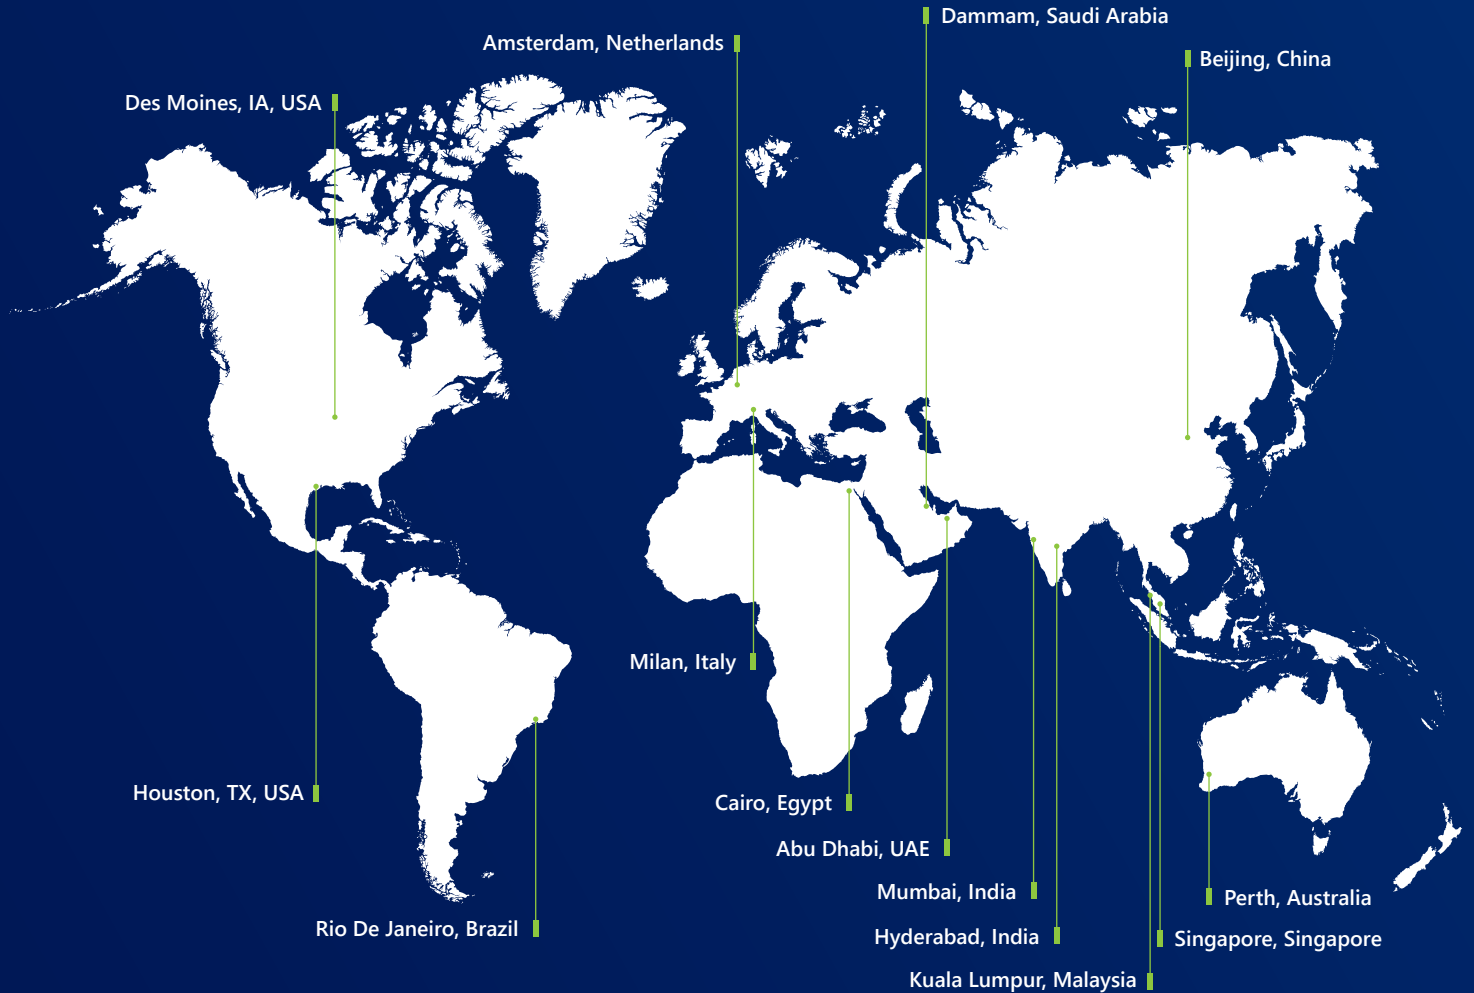 Dammam, Saudi Arabia
Amsterdam, Netherlands
Beijing, China
Des Moines, IA, USA
Milan, Italy
Houston, TX, USA
Cairo, Egypt
Abu Dhabi, UAE
Mumbai, India
Perth, Australia
Rio De Janeiro, Brazil
Hyderabad, India
Singapore, Singapore
Kuala Lumpur, Malaysia